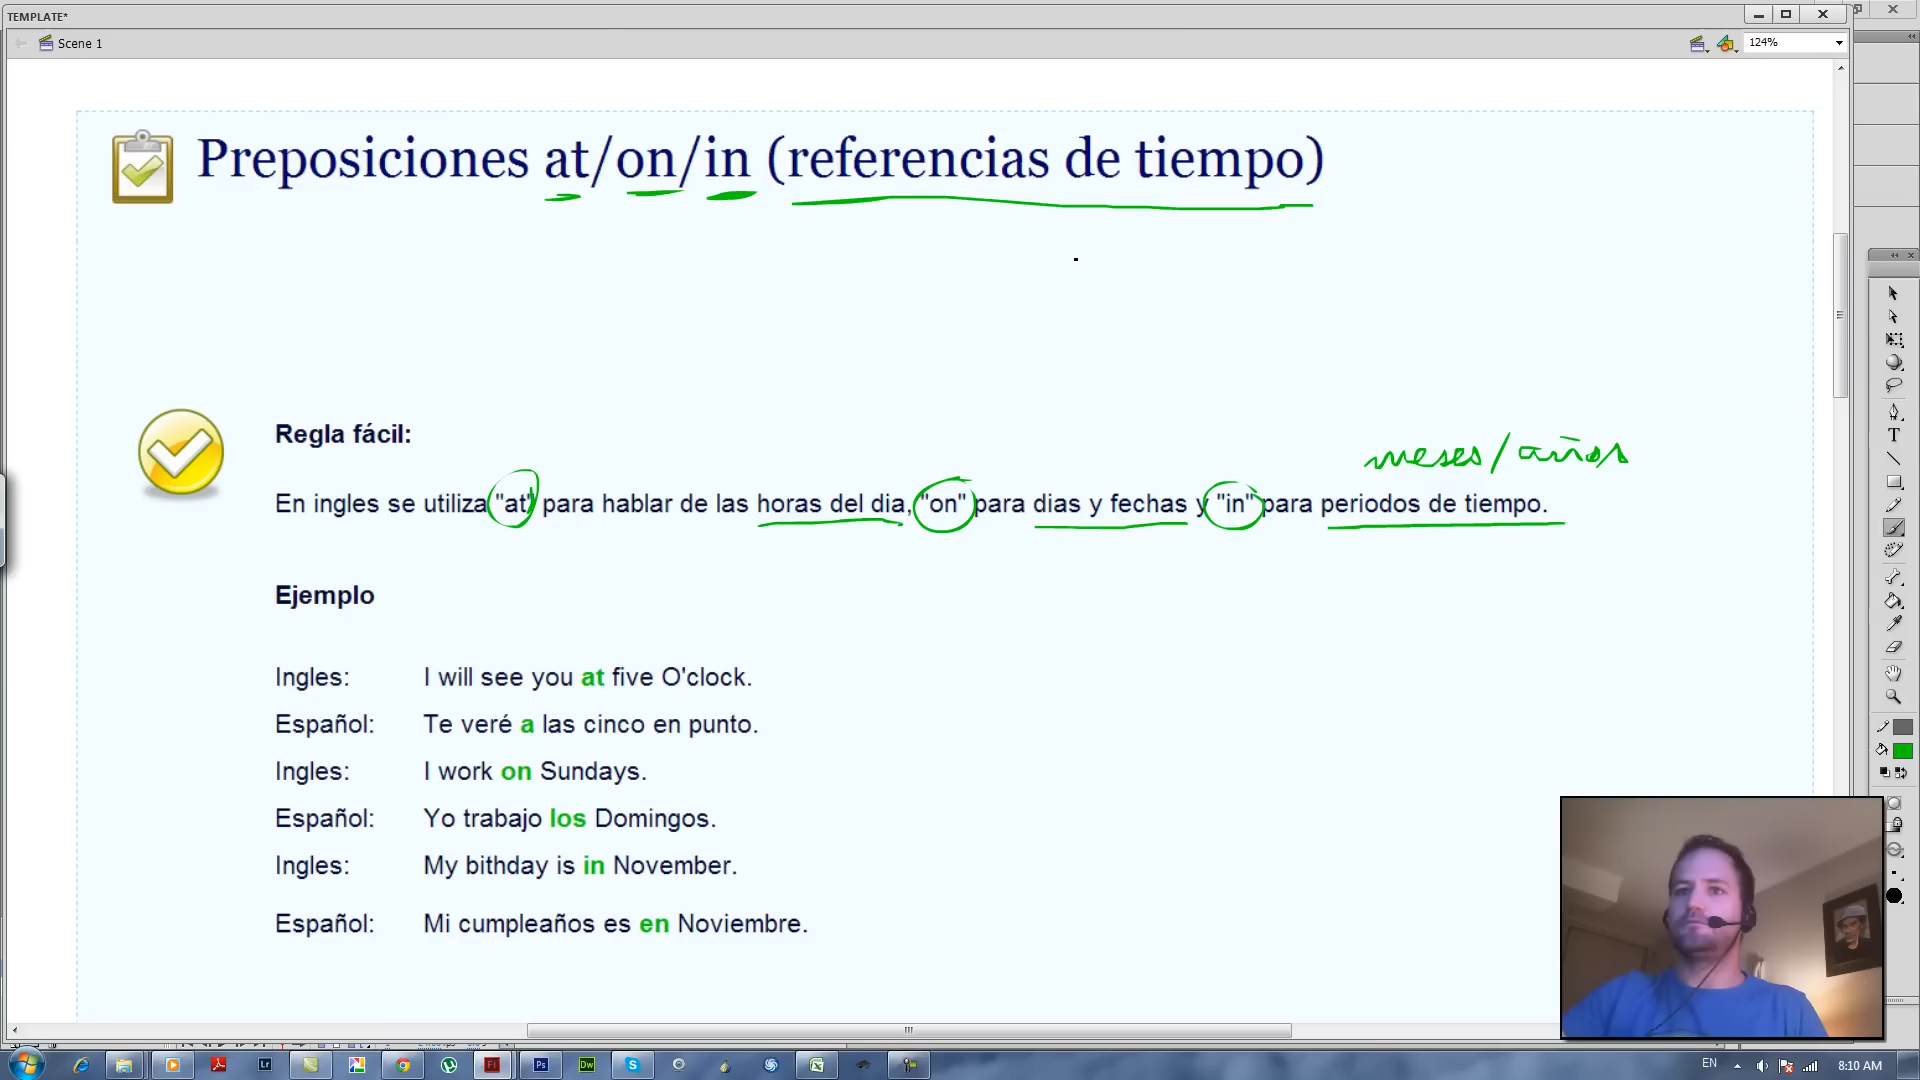 TEMPLATE*
Scene 1
124%
Preposiciones at/on/in (referencias de tiempo)
Regla fácil:
meses/años
En ingles se utiliza "at" para hablar de las horas del dia, "on" para dias y fechas y "in" para periodos de tiempo.
Ejemplo
Ingles: I will see you at five O'clock.
Español: Te veré a las cinco en punto.
Ingles: I work on Sundays.
Español: Yo trabajo los Domingos.
Ingles: My bithday is in November.
Español: Mi cumpleaños es en Noviembre.
EN
8:10 AM